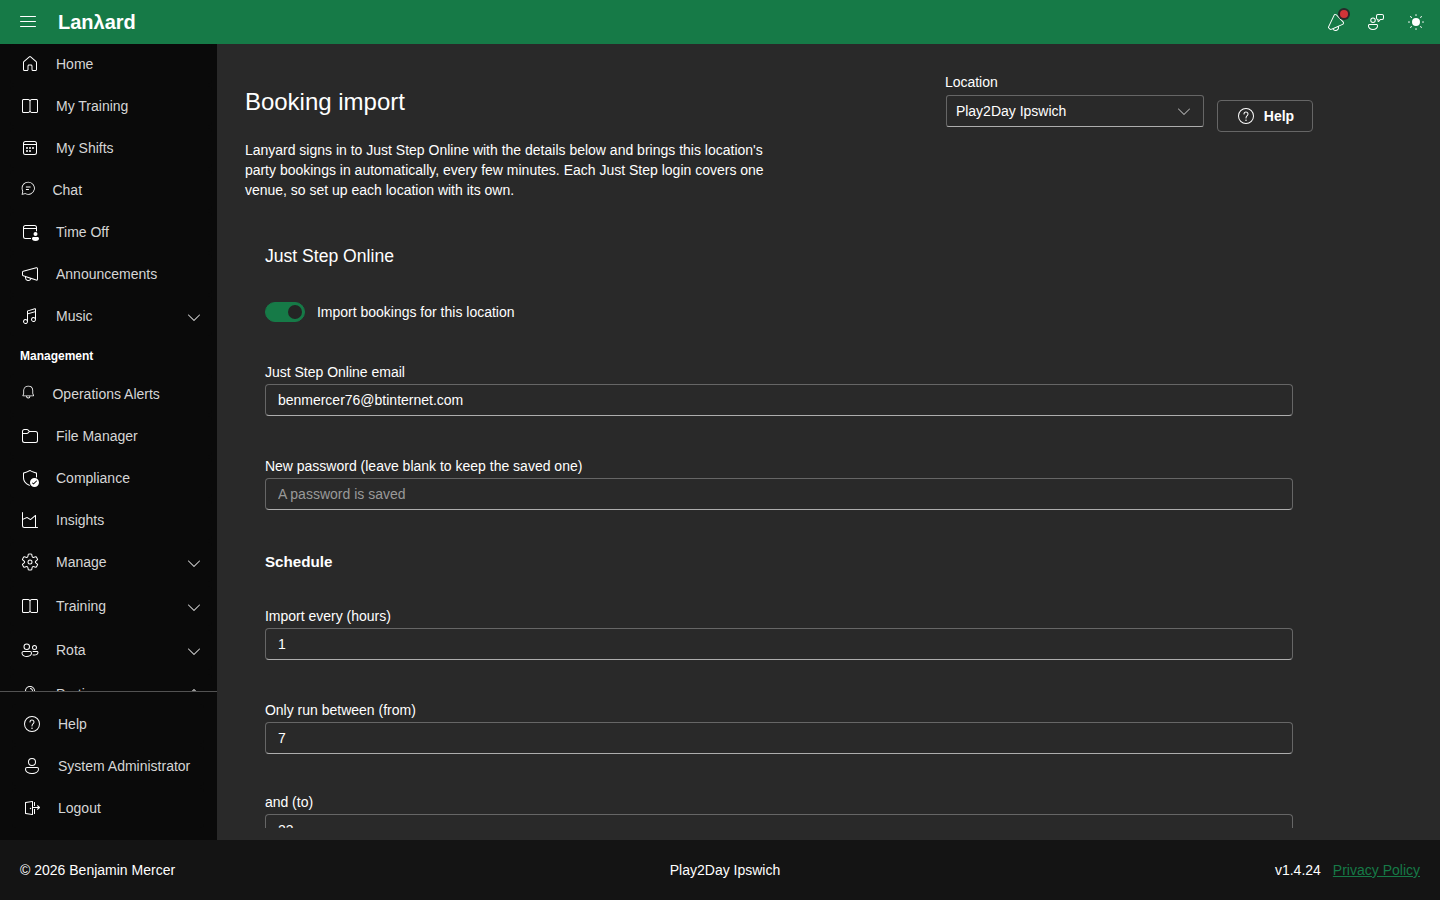 Lanλard
Home
My Training
My Shifts
Chat
Time Off
Announcements
Music
Management
Operations Alerts
File Manager
Compliance
Insights
Manage
Training
Rota
Help
System Administrator
Logout
Booking import
Location
Play2Day Ipswich
Help
Lanyard signs in to Just Step Online with the details below and brings this location's
party bookings in automatically, every few minutes. Each Just Step login covers one
venue, so set up each location with its own.
Just Step Online
Import bookings for this location
Just Step Online email
benmercer76@btinternet.com
New password (leave blank to keep the saved one)
A password is saved
Schedule
Import every (hours)
1
Only run between (from)
7
and (to)
© 2026 Benjamin Mercer
Play2Day Ipswich
v1.4.24 Privacy Policy